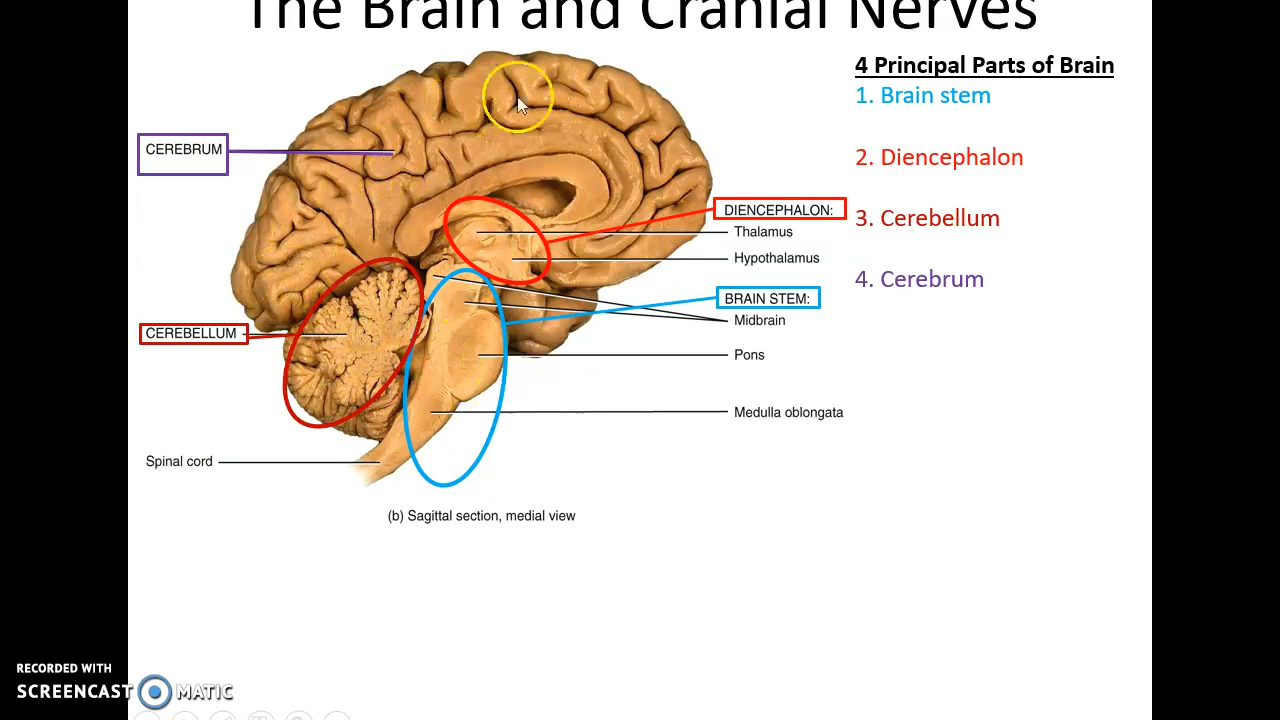 The Brain and Cranial Nerves
4 Principal Parts of Brain
1. Brain stem
2. Diencephalon
3. Cerebellum
4. Cerebrum
CEREBRUM
CEREBELLUM
Spinal cord
DIENCEPHALON:
Thalamus
Hypothalamus
BRAIN STEM:
Midbrain
Pons
Medulla oblongata
(b) Sagittal section, medial view
RECORDED WITH
SCREENCAST MATIC